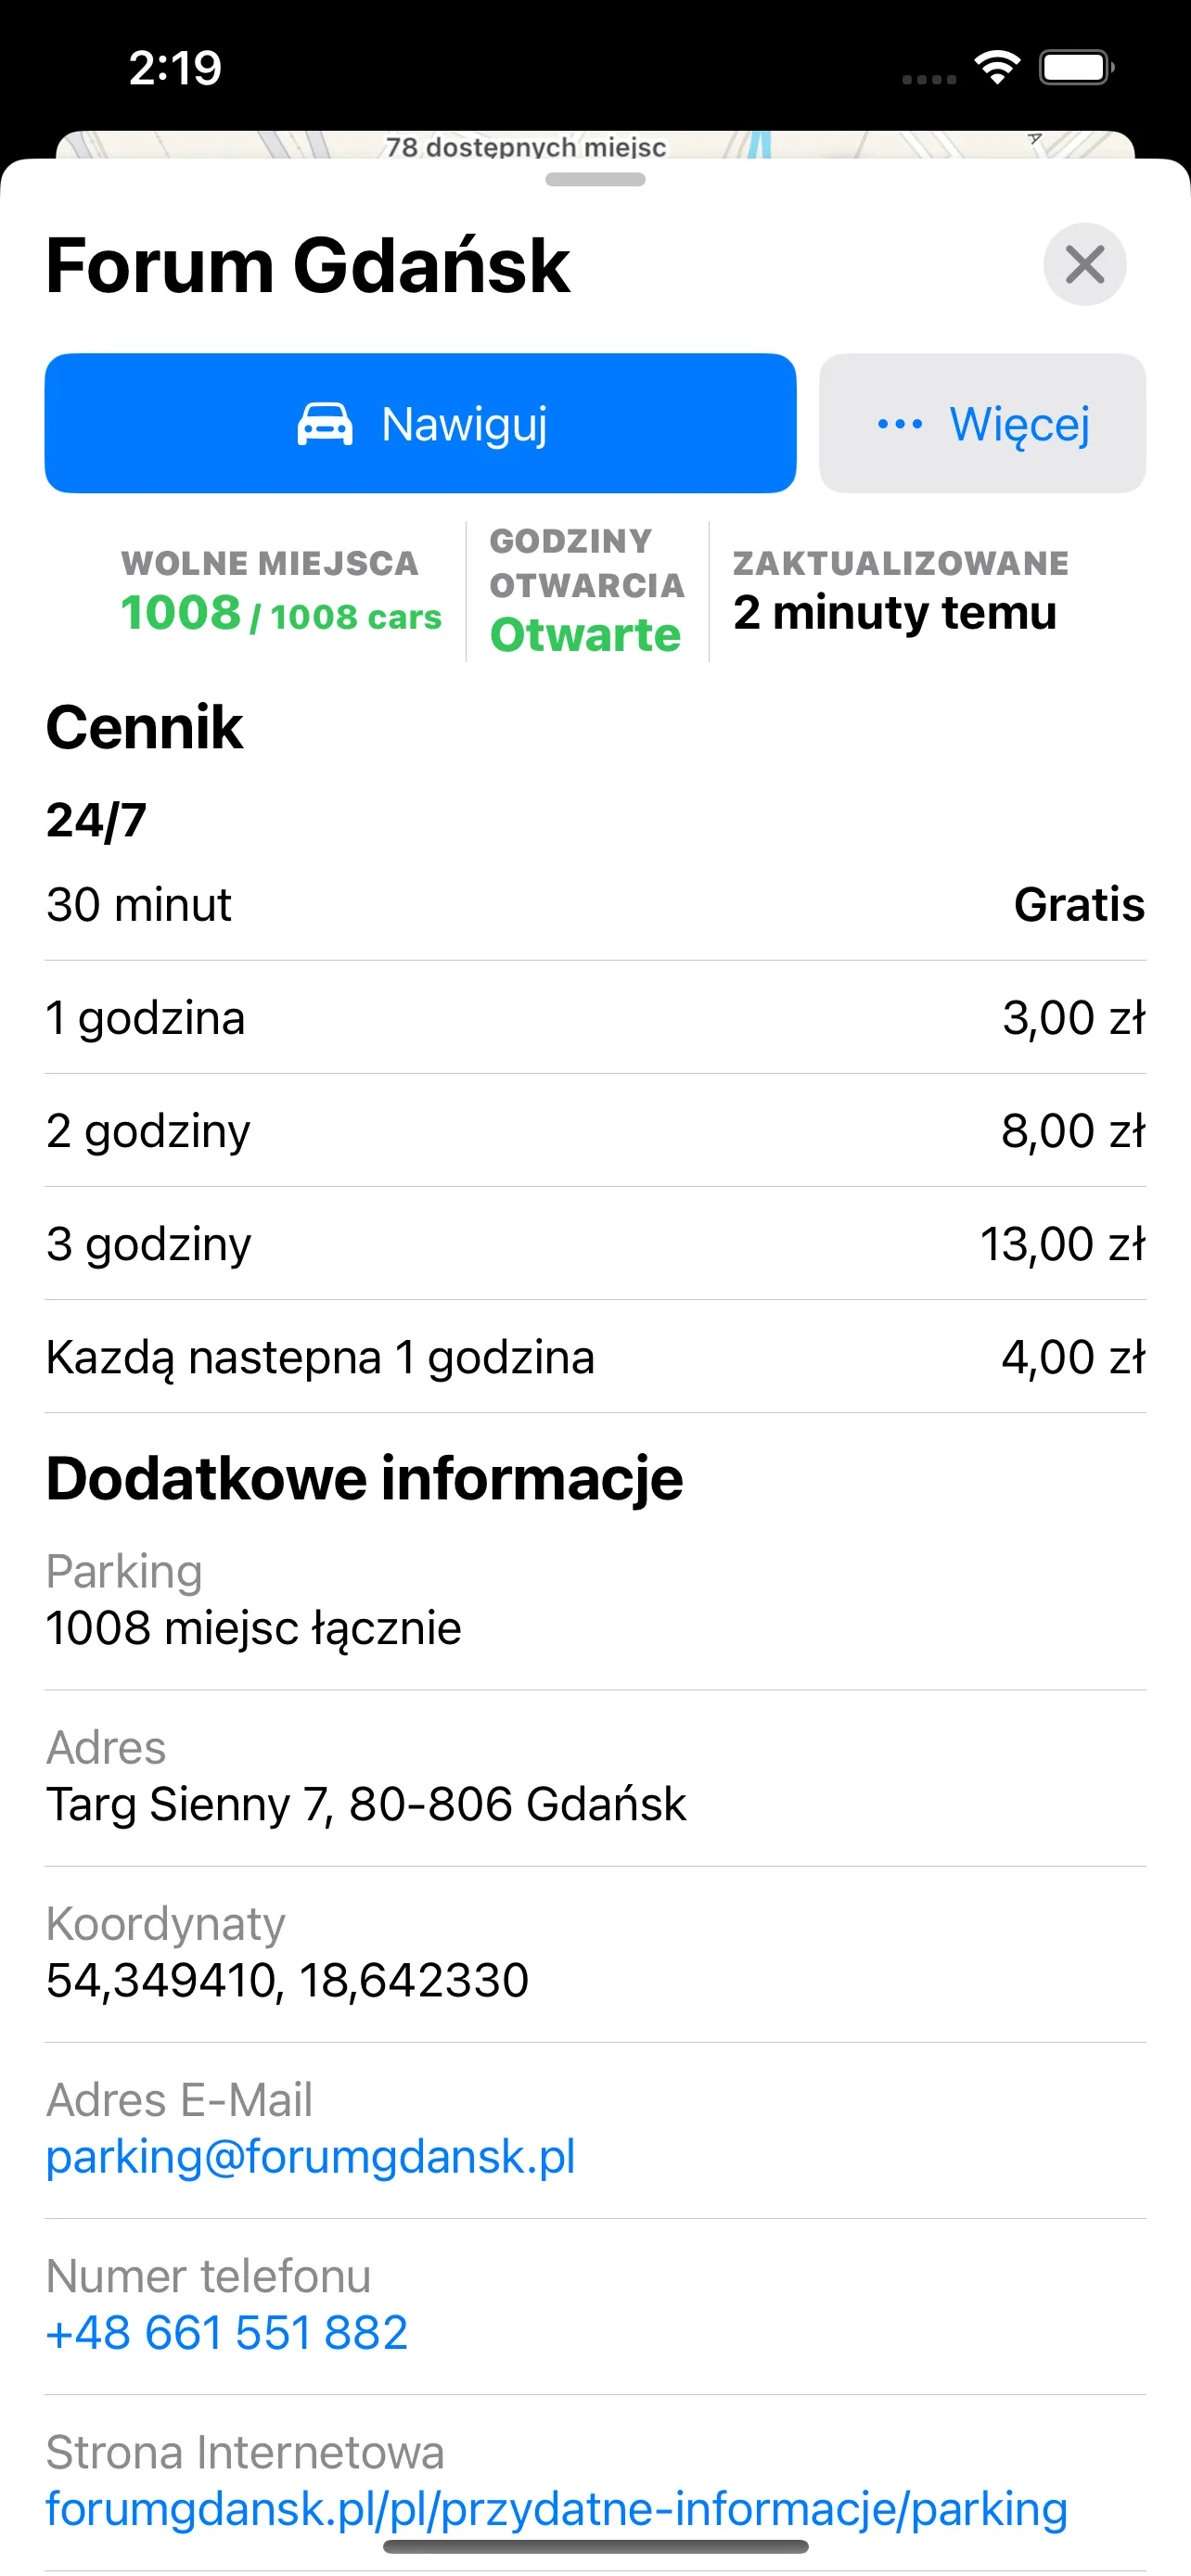 2:19
78 dostępnych miejsc
Forum Gdańsk
Nawiguj
Więcej
WOLNE MIEJSCA
1008 / 1008 cars
GODZINY
OTWARCIA
Otwarte
ZAKTUALIZOWANE
2 minuty temu
Cennik
24/7
30 minut Gratis
1 godzina 3,00 zł
2 godziny 8,00 zł
3 godziny 13,00 zł
Kazdą nastepna 1 godzina 4,00 zł
Dodatkowe informacje
Parking
1008 miejsc łącznie
Adres
Targ Sienny 7, 80-806 Gdańsk
Koordynaty
54,349410, 18,642330
Adres E-Mail
parking@forumgdansk.pl
Numer telefonu
+48 661 551 882
Strona Internetowa
forumgdansk.pl/pl/przydatne-informacje/parking